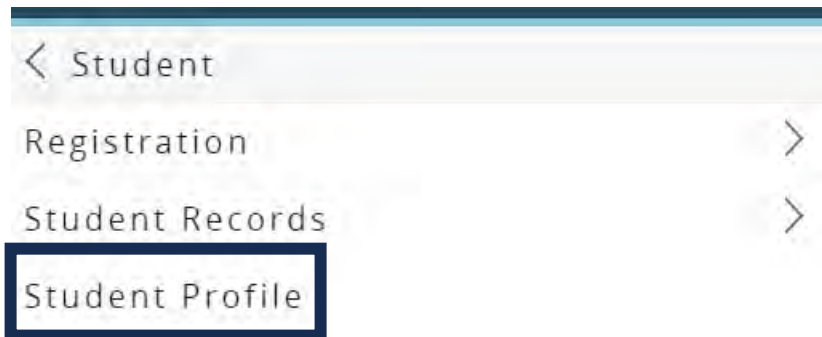 Student
Registration
Student Records
Student Profile